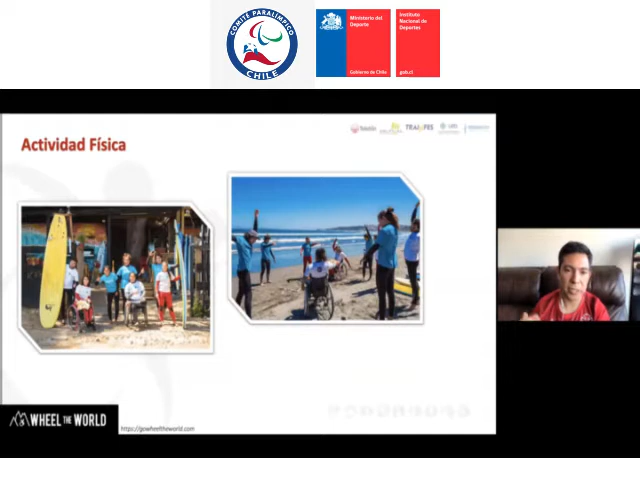 COMITÉ PARALÍMPICO
CHILE
Ministerio del
Deporte
Gobierno de Chile
Instituto
Nacional de
Deportes
gob.cl
Actividad Física
WHEEL THE WORLD
https://gowheeltheworld.com